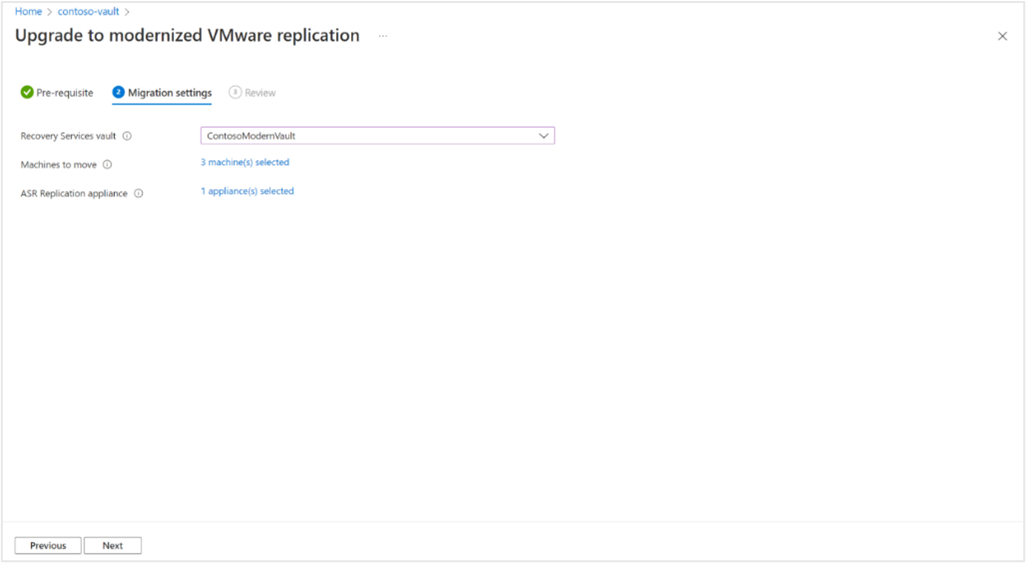 Home > contoso-vault >
Upgrade to modernized VMware replication ...
Pre-requisite 2 Migration settings 3 Review
Recovery Services vault ContosoModernVault
Machines to move 3 machine(s) selected
ASR Replication appliance 1 appliance(s) selected
Previous Next